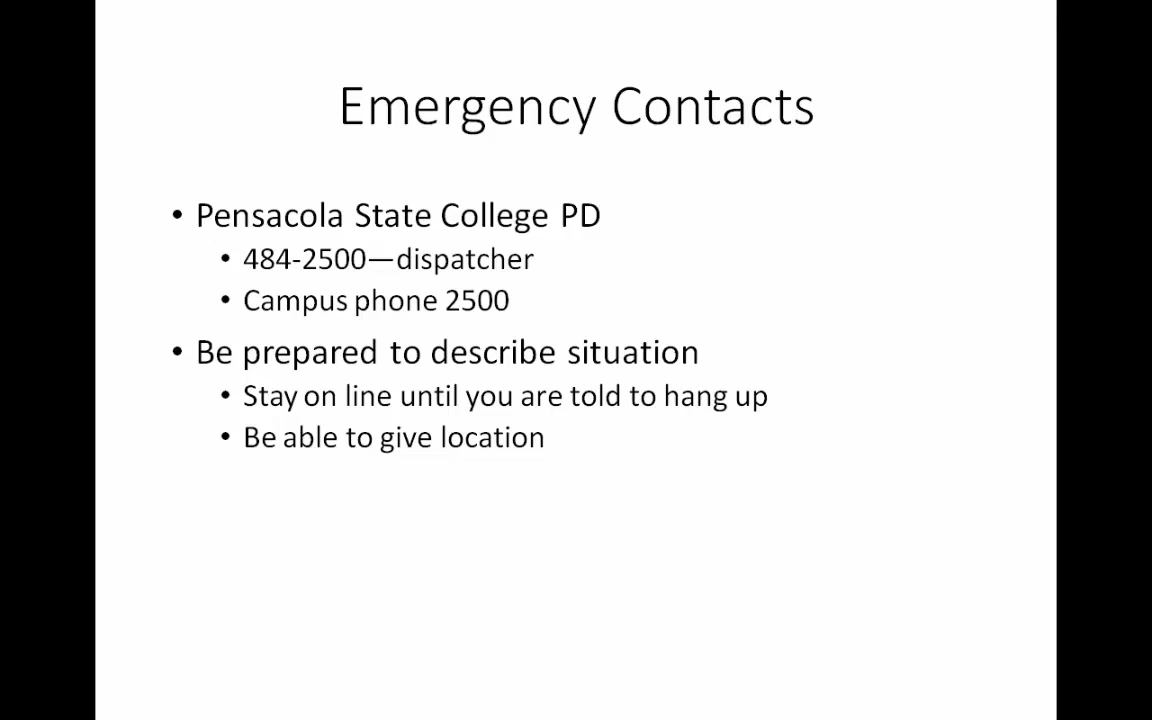 Emergency Contacts
• Pensacola State College PD
• 484-2500—dispatcher
• Campus phone 2500
• Be prepared to describe situation
• Stay on line until you are told to hang up
• Be able to give location